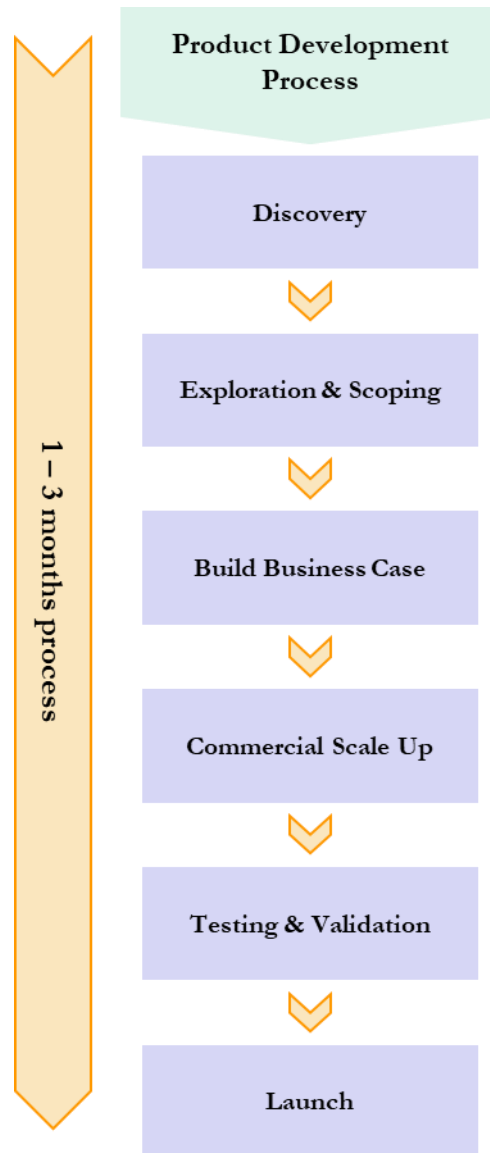 Product Development
Process
Discovery
Exploration & Scoping
Build Business Case
Commercial Scale Up
Testing & Validation
Launch
1 – 3 months process